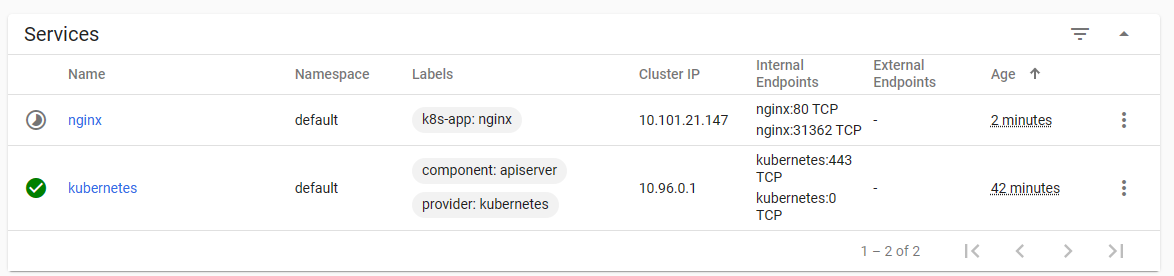 Services
Name Namespace Labels Cluster IP Internal Endpoints External Endpoints Age
nginx default k8s-app: nginx 10.101.21.147 nginx:80 TCP - 2 minutes
nginx:31362 TCP
kubernetes default component: apiserver 10.96.0.1 kubernetes:443 TCP - 42 minutes
provider: kubernetes kubernetes:0 TCP
1 – 2 of 2